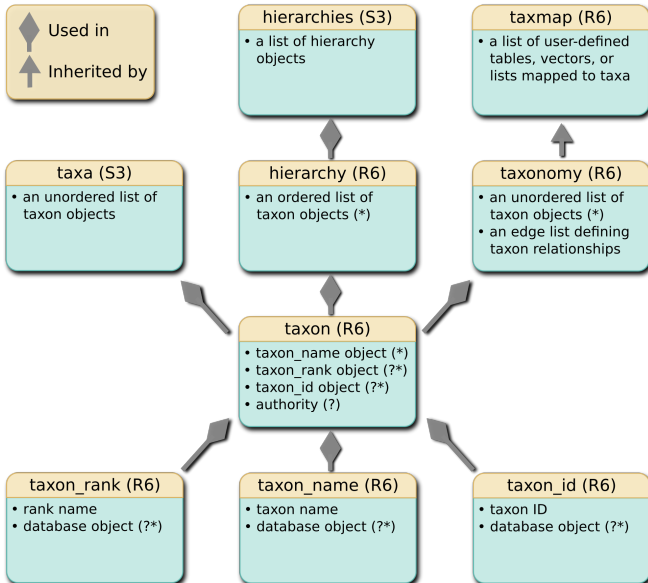 Used in
Inherited by
hierarchies (S3)
• a list of hierarchy
objects
taxmap (R6)
• a list of user-defined
tables, vectors, or
lists mapped to taxa
taxa (S3)
• an unordered list of
taxon objects
hierarchy (R6)
• an ordered list of
taxon objects (*)
taxonomy (R6)
• an unordered list of
taxon objects (*)
• an edge list defining
taxon relationships
taxon (R6)
• taxon_name object (*)
• taxon_rank object (?*)
• taxon_id object (?*)
• authority (?)
taxon_rank (R6)
• rank name
• database object (?*)
taxon_name (R6)
• taxon name
• database object (?*)
taxon_id (R6)
• taxon ID
• database object (?*)